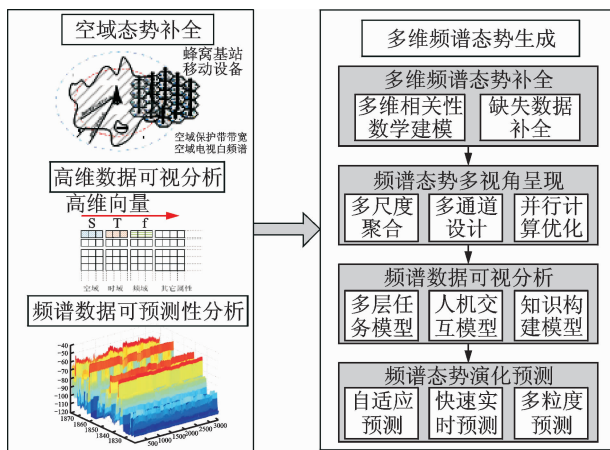 空域态势补全
蜂窝基站
移动设备
空域保护带带宽
空域电视白频谱
高维数据可视分析
高维向量
S T f
空域 时域 频域 其它属性
频谱数据可预测性分析
-40
-50
-60
-70
-80
-90
-100
-110
-120
1870
1860
1850
1840
1830
500
1000
1500
2000
2500
3000
多维频谱态势生成
多维频谱态势补全
多维相关性
数学建模
缺失数据
补全
频谱态势多视角呈现
多尺度
聚合
多通道
设计
并行计
算优化
频谱数据可视分析
多层任
务模型
人机交
互模型
知识构
建模型
频谱态势演化预测
自适应
预测
快速实
时预测
多粒度
预测